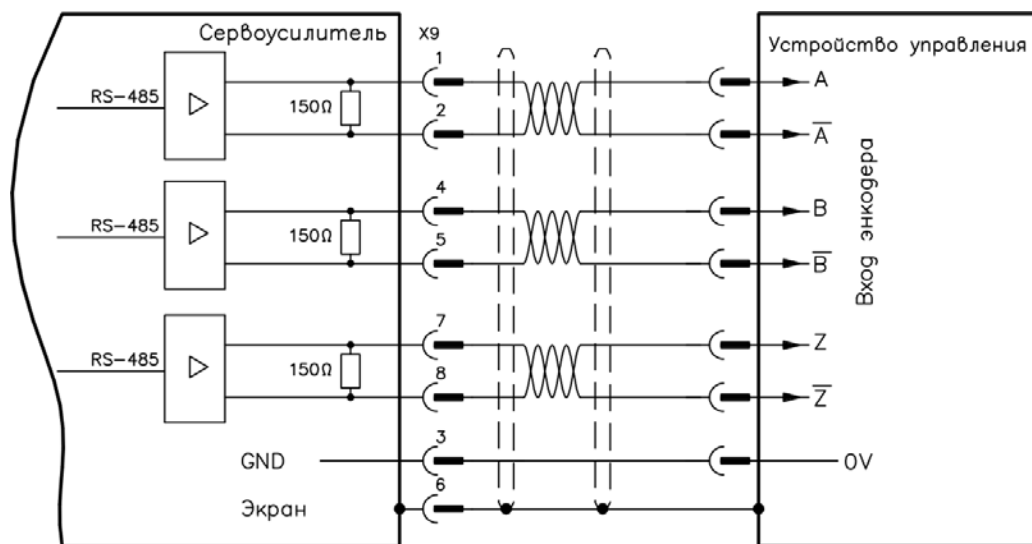 Сервоусилитель
X9
Устройство управления
1
RS-485
150Ω
2
A
A̅
4
RS-485
150Ω
5
B
B̅
Вход энкодера
7
RS-485
150Ω
8
Z
Z̅
GND
3
0V
Экран
6